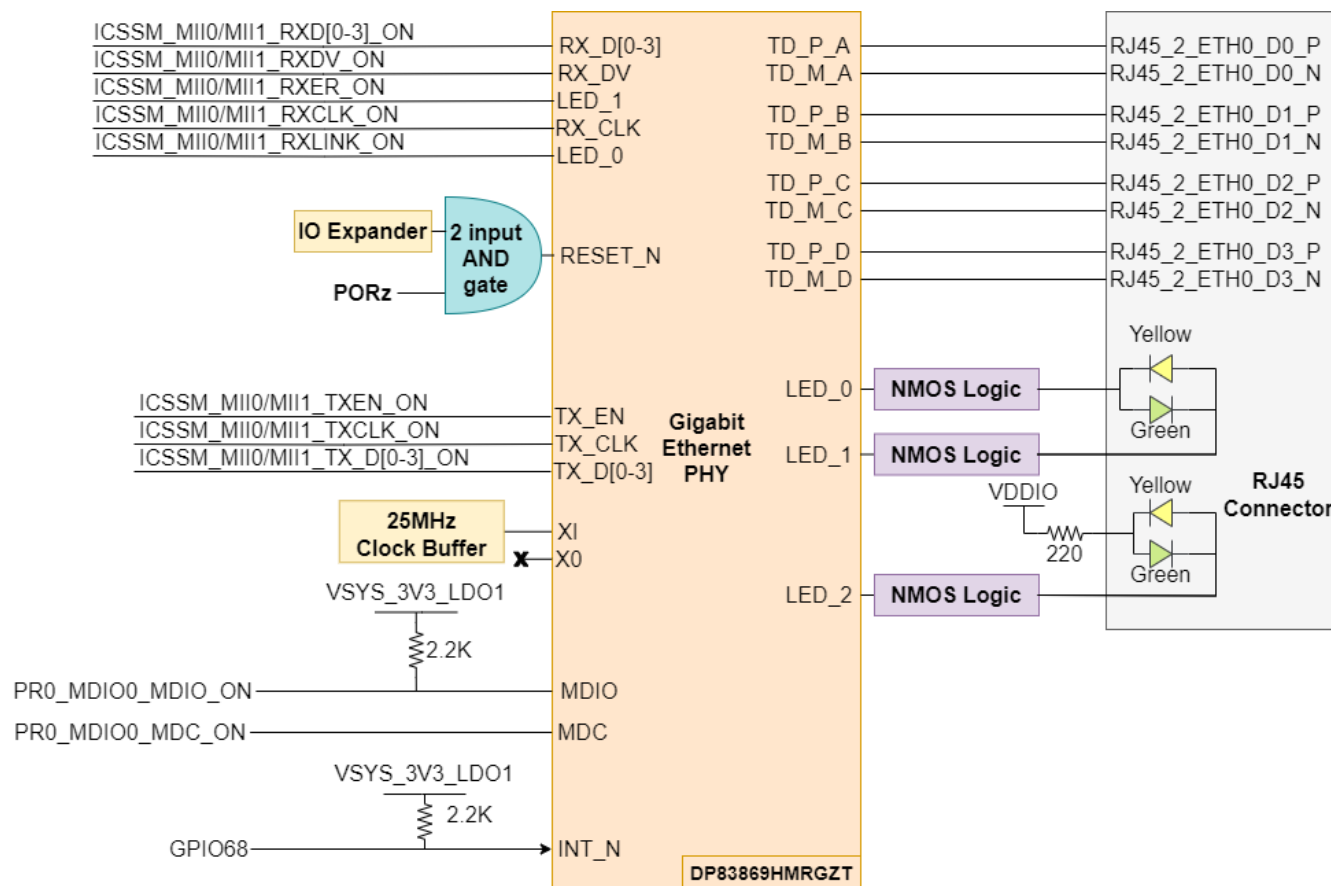 ICSSM_MII0/MII1_RXD[0-3]_ON
ICSSM_MII0/MII1_RXDV_ON
ICSSM_MII0/MII1_RXER_ON
ICSSM_MII0/MII1_RXCLK_ON
ICSSM_MII0/MII1_RXLINK_ON
RX_D[0-3]
RX_DV
LED_1
RX_CLK
LED_0
IO Expander
PORz
2 input
AND
gate
RESET_N
ICSSM_MII0/MII1_TXEN_ON
ICSSM_MII0/MII1_TXCLK_ON
ICSSM_MII0/MII1_TX_D[0-3]_ON
TX_EN
TX_CLK
TX_D[0-3]
25MHz
Clock Buffer
XI
X0
VSYS_3V3_LDO1
2.2K
PR0_MDIO0_MDIO_ON
MDIO
PR0_MDIO0_MDC_ON
MDC
VSYS_3V3_LDO1
2.2K
GPIO68
INT_N
Gigabit
Ethernet
PHY
DP83869HMRGZT
TD_P_A
TD_M_A
TD_P_B
TD_M_B
TD_P_C
TD_M_C
TD_P_D
TD_M_D
RJ45_2_ETH0_D0_P
RJ45_2_ETH0_D0_N
RJ45_2_ETH0_D1_P
RJ45_2_ETH0_D1_N
RJ45_2_ETH0_D2_P
RJ45_2_ETH0_D2_N
RJ45_2_ETH0_D3_P
RJ45_2_ETH0_D3_N
LED_0
NMOS Logic
LED_1
NMOS Logic
LED_2
NMOS Logic
Yellow
Green
VDDIO
220
Yellow
Green
RJ45
Connector